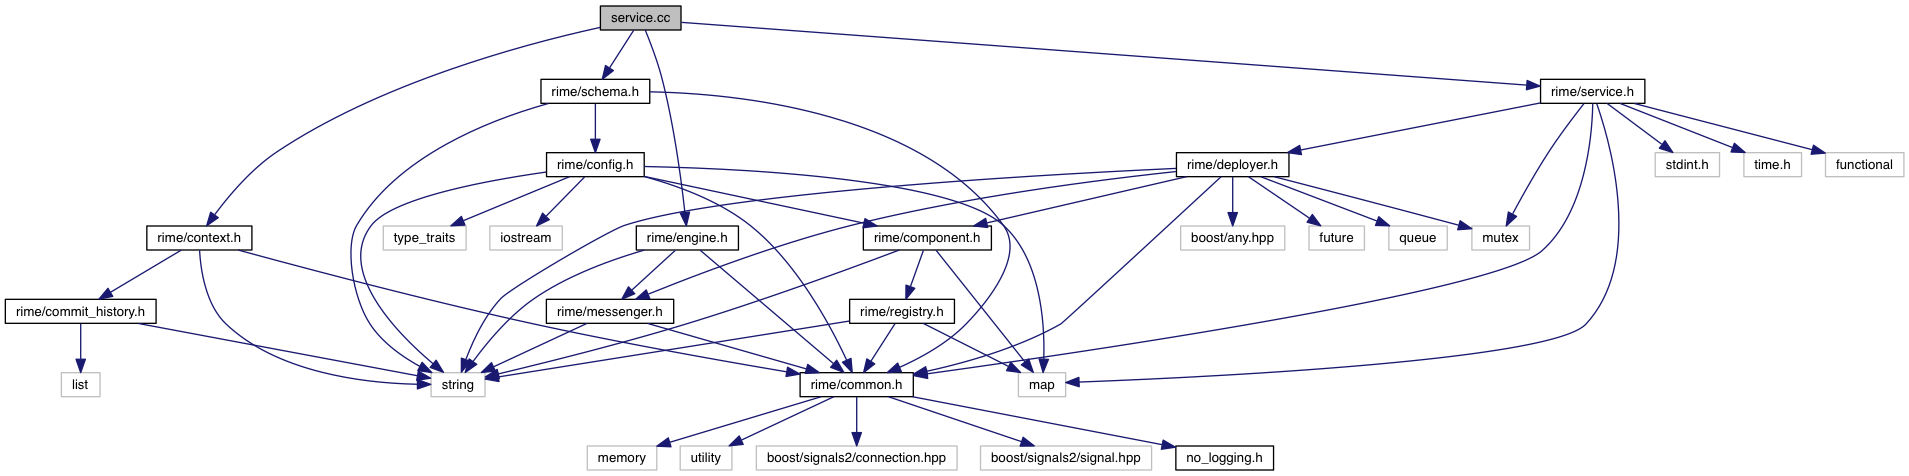 service.cc
rime/schema.h
rime/service.h
rime/config.h
rime/deployer.h
stdint.h
time.h
functional
rime/context.h
type_traits
iostream
rime/engine.h
rime/component.h
boost/any.hpp
future
queue
mutex
rime/commit_history.h
rime/messenger.h
rime/registry.h
list
string
rime/common.h
map
memory
utility
boost/signals2/connection.hpp
boost/signals2/signal.hpp
no_logging.h